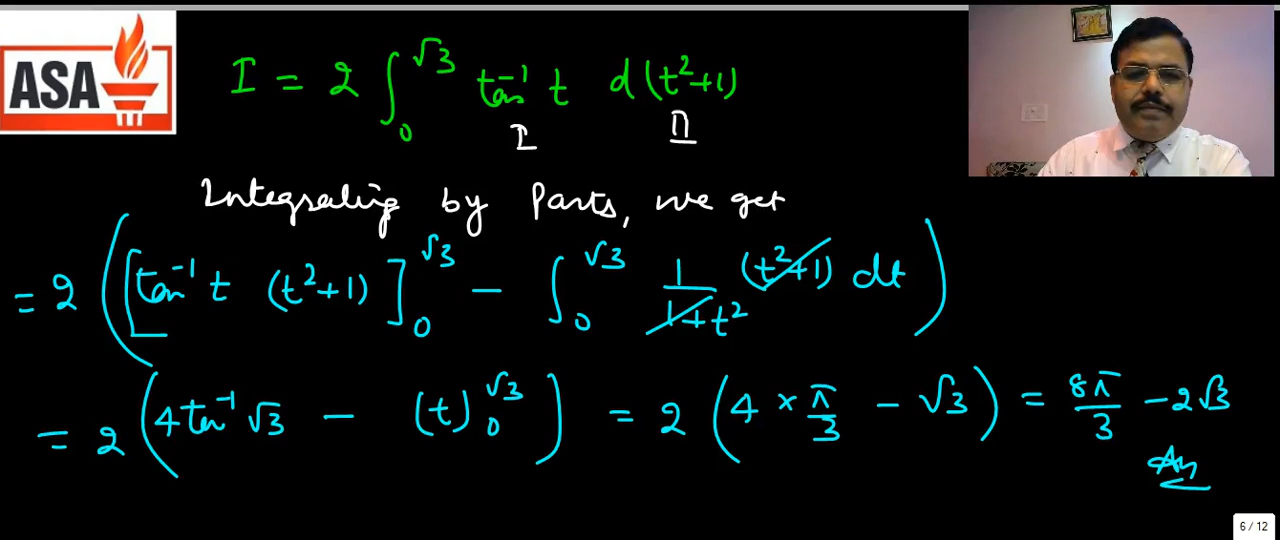 ASA
I = 2 ∫₀^√3 tan⁻¹ t d(t²+1)
I II
Integrating by Parts, we get
= 2 ( [tan⁻¹ t (t²+1)]₀^√3 − ∫₀^√3 1/(1+t²) (t²+1) dt )
= 2 ( 4 tan⁻¹ √3 − (t)₀^√3 ) = 2 ( 4 × π/3 − √3 ) = 8π/3 − 2√3
Ans
6 / 12